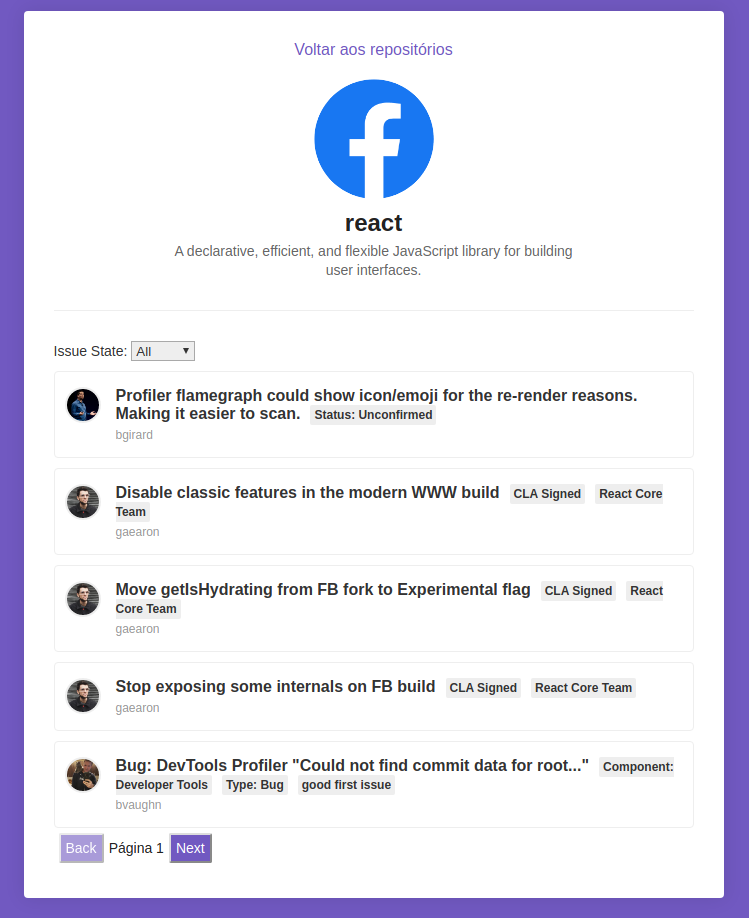 Voltar aos repositórios
react
A declarative, efficient, and flexible JavaScript library for building
user interfaces.
Issue State: All
Profiler flamegraph could show icon/emoji for the re-render reasons.
Making it easier to scan. Status: Unconfirmed
bgirard
Disable classic features in the modern WWW build CLA Signed React Core
Team
gaearon
Move getIsHydrating from FB fork to Experimental flag CLA Signed React
Core Team
gaearon
Stop exposing some internals on FB build CLA Signed React Core Team
gaearon
Bug: DevTools Profiler "Could not find commit data for root..." Component:
Developer Tools Type: Bug good first issue
bvaughn
Back Página 1 Next